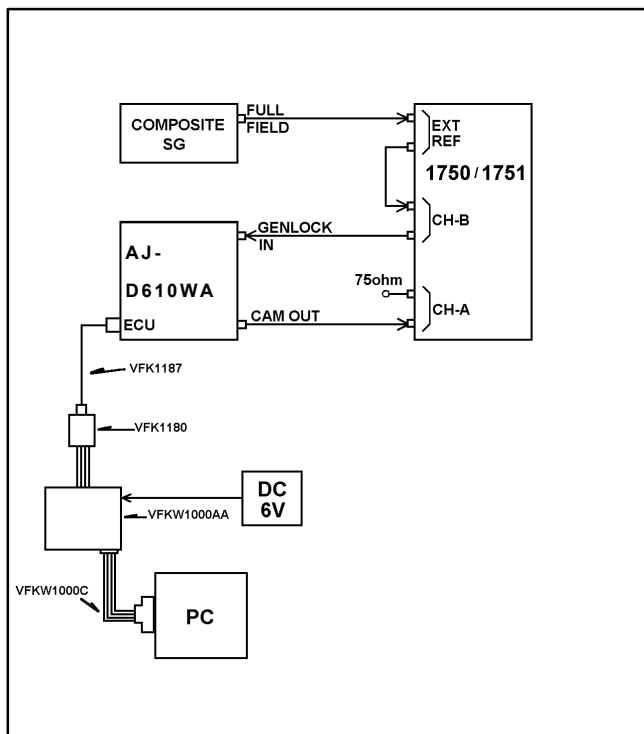 COMPOSITE
SG
FULL
FIELD
EXT
REF
1750 / 1751
CH-B
GENLOCK
IN
AJ-
D610WA
75ohm
CH-A
ECU
CAM OUT
VFK1187
VFK1180
DC
6V
VFKW1000AA
VFKW1000C
PC